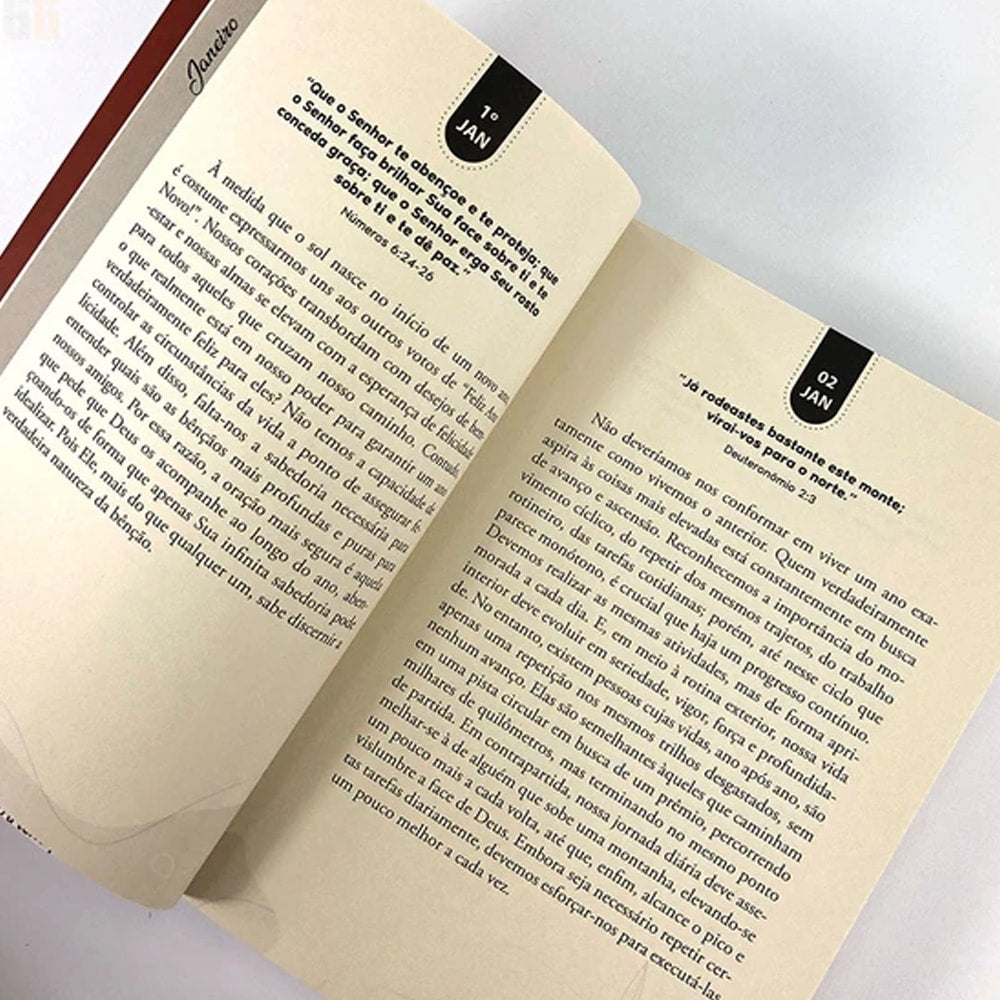 Janeiro
1º
JAN
"Que o Senhor te abençoe e te proteja; que
o Senhor faça brilhar Sua face sobre ti e te
conceda graça; que o Senhor erga Seu rosto
sobre ti e te dê paz."
Números 6:24-26
À medida que o sol nasce no início de um novo
é costume expressarmos uns aos outros votos de "Feliz Ano
Novo!". Nossos corações transbordam com desejos de bem-
-estar e nossas almas se elevam com a esperança de felicidade
para todos aqueles que cruzam nosso caminho. Contudo,
o que realmente está em nosso poder para garantir um ano
verdadeiramente feliz para eles? Não temos a capacidade de
controlar as circunstâncias da vida a ponto de assegurar fe-
licidade. Além disso, falta-nos a sabedoria necessária para
entender quais são as bênçãos mais profundas e puras para
nossos amigos. Por essa razão, a oração mais segura é aquela
que pede que Deus os acompanhe ao longo do ano, aben-
çoando-os de forma que apenas Sua infinita sabedoria pode
idealizar. Pois Ele, mais do que qualquer um, sabe discernir a
verdadeira natureza da bênção.
02
JAN
"Já rodeastes bastante este monte;
virai-vos para o norte."
Deuteronômio 2:3
Não deveríamos nos conformar em viver um ano exa-
tamente como vivemos o anterior. Quem verdadeiramente
aspira às coisas mais elevadas está constantemente em busca
de avanço e ascensão. Reconhecemos a importância do mo-
vimento cíclico, do repetir dos mesmos trajetos, do trabalho
rotineiro, das tarefas cotidianas; porém, até nesse ciclo que
parece monótono, é crucial que haja um progresso contínuo.
Devemos realizar as mesmas atividades, mas de forma apri-
morada a cada dia. E, em meio à rotina exterior, nossa vida
interior deve evoluir em seriedade, vigor, força e profundida-
de. No entanto, existem pessoas cujas vidas, ano após ano, são
apenas uma repetição nos mesmos trilhos desgastados, sem
nenhum avanço. Elas são semelhantes àqueles que caminham
em uma pista circular em busca de um prêmio, percorrendo
milhares de quilômetros, mas terminando no mesmo ponto
de partida. Em contrapartida, nossa jornada diária deve asse-
melhar-se à de alguém que sobe uma montanha, elevando-se
um pouco mais a cada volta, até que, enfim, alcance o pico e
vislumbre a face de Deus. Embora seja necessário repetir cer-
tas tarefas diariamente, devemos esforçar-nos para executá-las
um pouco melhor a cada vez.